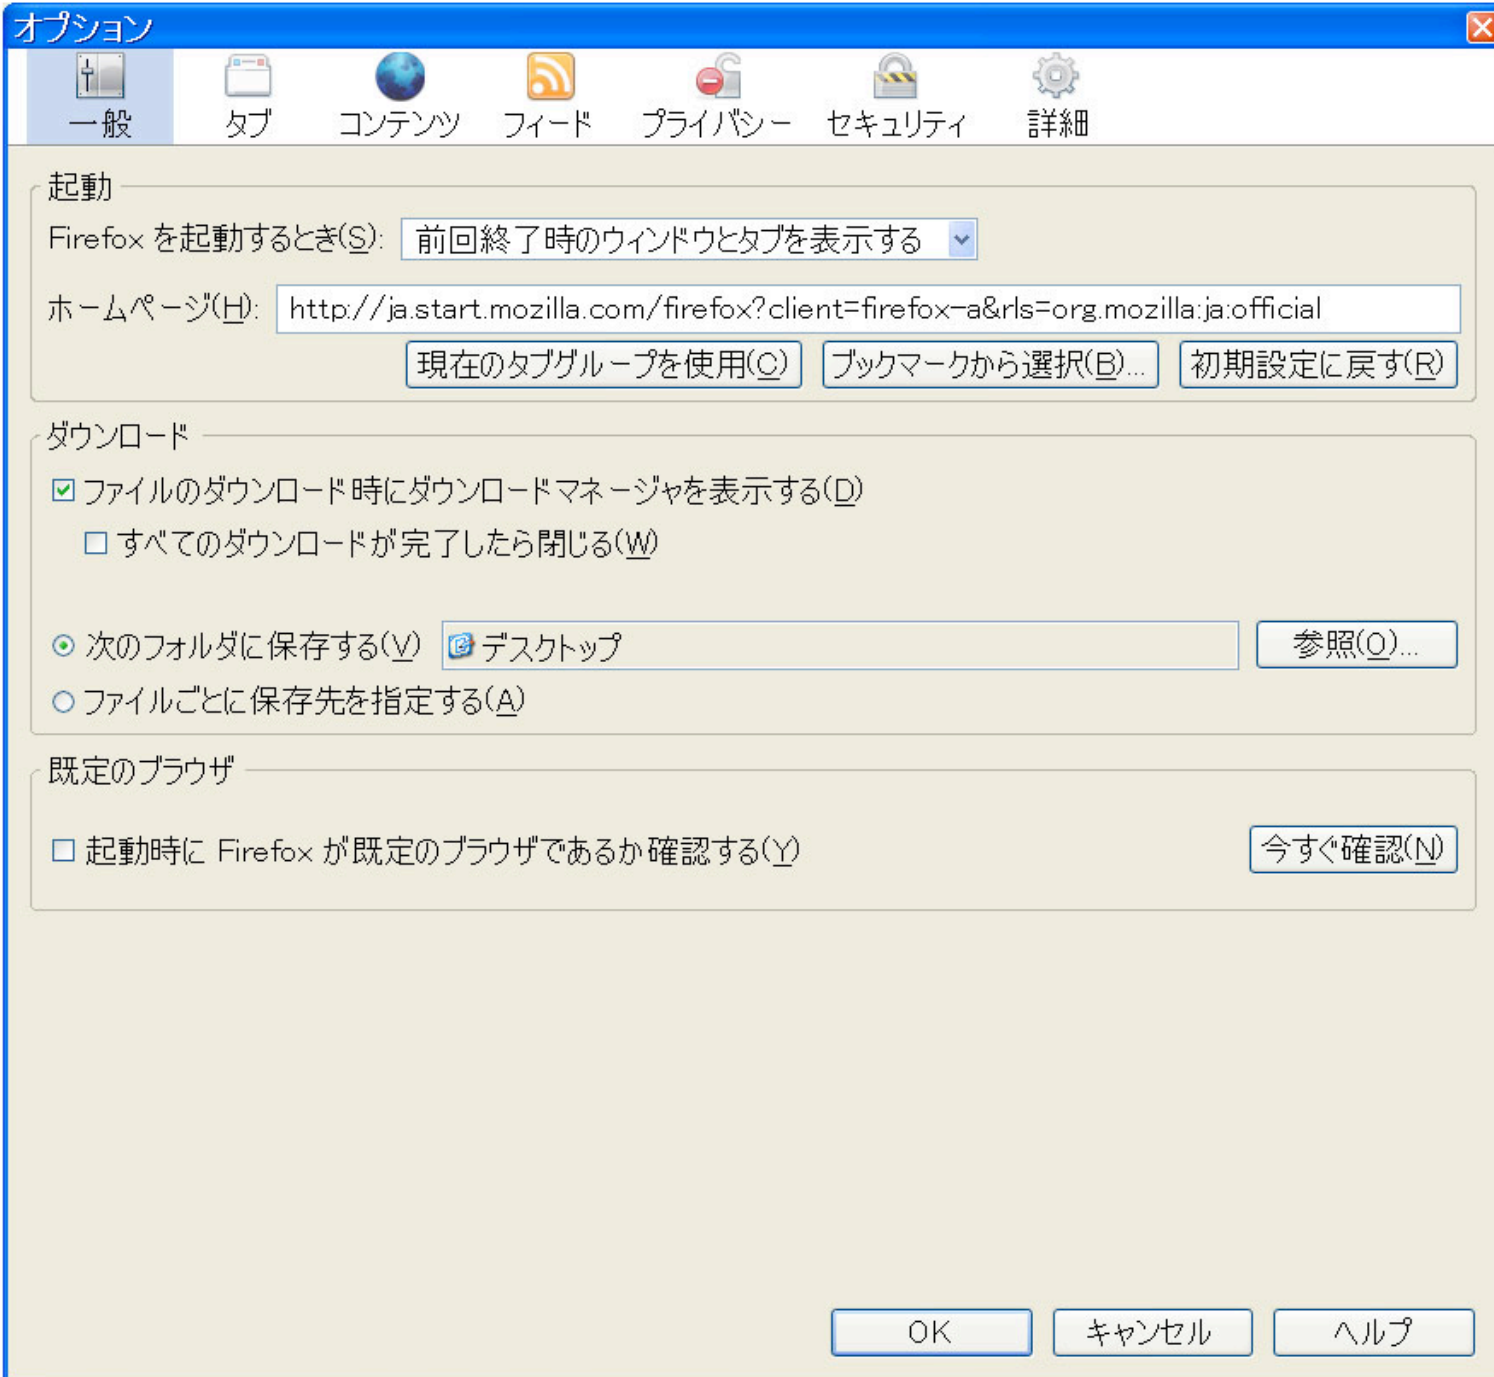 オプション
一般 タブ コンテンツ フィード プライバシー セキュリティ 詳細
起動
Firefox を起動するとき(S): 前回終了時のウィンドウとタブを表示する
ホームページ(H): http://ja.start.mozilla.com/firefox?client=firefox-a&rls=org.mozilla:ja:official
現在のタブグループを使用(C) ブックマークから選択(B)... 初期設定に戻す(R)
ダウンロード
ファイルのダウンロード時にダウンロードマネージャを表示する(D)
すべてのダウンロードが完了したら閉じる(W)
次のフォルダに保存する(V) デスクトップ 参照(O)...
ファイルごとに保存先を指定する(A)
既定のブラウザ
起動時に Firefox が既定のブラウザであるか確認する(Y) 今すぐ確認(N)
OK キャンセル ヘルプ